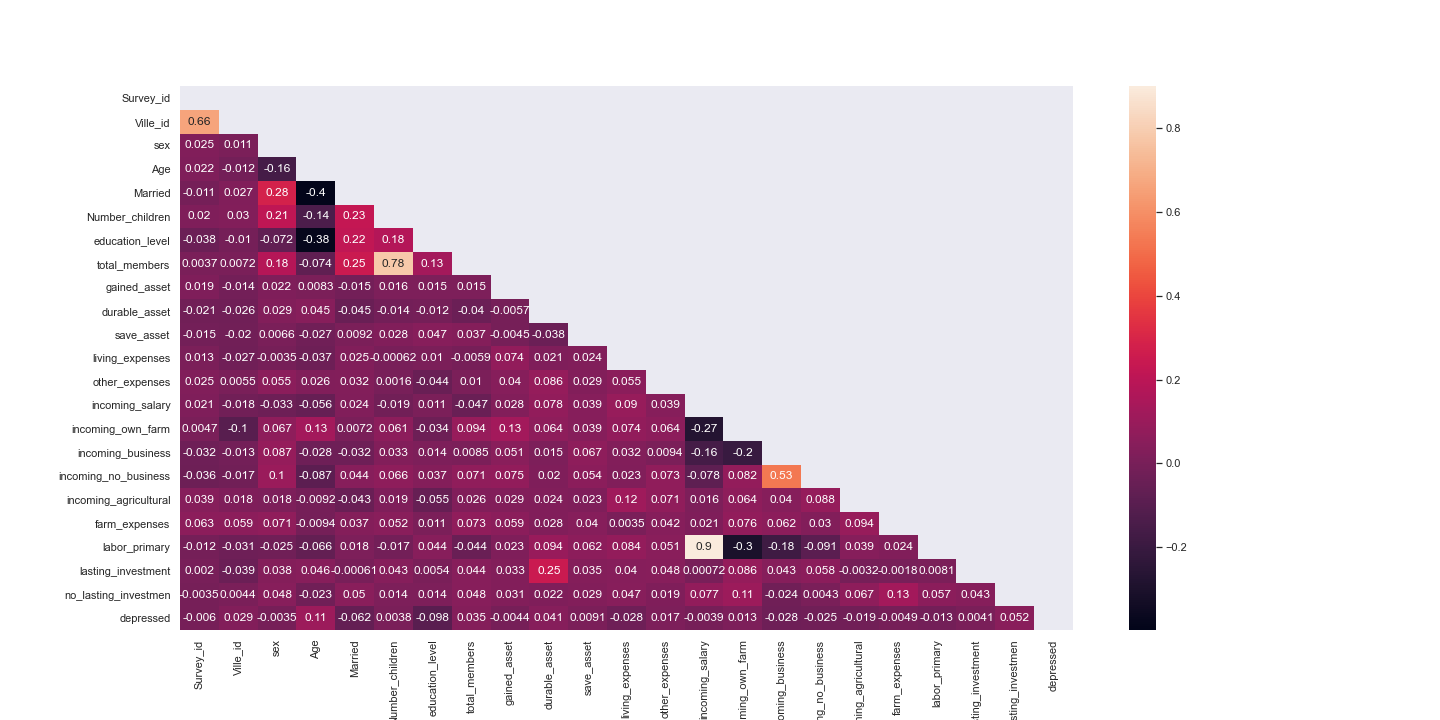 Survey_id
Ville_id 0.66
sex 0.025 0.011
Age 0.022 -0.012 -0.16
Married -0.011 0.027 0.28 -0.4
Number_children 0.02 0.03 0.21 -0.14 0.23
education_level -0.038 -0.01 -0.072 -0.38 0.22 0.18
total_members 0.0037 0.0072 0.18 -0.074 0.25 0.78 0.13
gained_asset 0.019 -0.014 0.022 0.0083 -0.015 0.016 0.015 0.015
durable_asset -0.021 -0.026 0.029 0.045 -0.045 -0.014 -0.012 -0.04 -0.0057
save_asset -0.015 -0.02 0.0066 -0.027 0.0092 0.028 0.047 0.037 -0.0045 -0.038
living_expenses 0.013 -0.027 -0.0035 -0.037 0.025 -0.00062 0.01 -0.0059 0.074 0.021 0.024
other_expenses 0.025 0.0055 0.055 0.026 0.032 0.0016 -0.044 0.01 0.04 0.086 0.029 0.055
incoming_salary 0.021 -0.018 -0.033 -0.056 0.024 -0.019 0.011 -0.047 0.028 0.078 0.039 0.09 0.039
incoming_own_farm 0.0047 -0.1 0.067 0.13 0.0072 0.061 -0.034 0.094 0.13 0.064 0.039 0.074 0.064 -0.27
incoming_business -0.032 -0.013 0.087 -0.028 -0.032 0.033 0.014 0.0085 0.051 0.015 0.067 0.032 0.0094 -0.16 -0.2
incoming_no_business -0.036 -0.017 0.1 -0.087 0.044 0.066 0.037 0.071 0.075 0.02 0.054 0.023 0.073 -0.078 0.082 0.53
incoming_agricultural 0.039 0.018 0.018 -0.0092 -0.043 0.019 -0.055 0.026 0.029 0.024 0.023 0.12 0.071 0.016 0.064 0.04 0.088
farm_expenses 0.063 0.059 0.071 -0.0094 0.037 0.052 0.011 0.073 0.059 0.028 0.04 0.0035 0.042 0.021 0.076 0.062 0.03 0.094
labor_primary -0.012 -0.031 -0.025 -0.066 0.018 -0.017 0.044 -0.044 0.023 0.094 0.062 0.084 0.051 0.9 -0.3 -0.18 -0.091 0.039 0.024
lasting_investment 0.002 -0.039 0.038 0.046 -0.00061 0.043 0.0054 0.044 0.033 0.25 0.035 0.04 0.048 0.00072 0.086 0.043 0.058 -0.0032 -0.0018 0.0081
no_lasting_investmen -0.0035 0.0044 0.048 -0.023 0.05 0.014 0.014 0.048 0.031 0.022 0.029 0.047 0.019 0.077 0.11 -0.024 0.0043 0.067 0.13 0.057 0.043
depressed -0.006 0.029 -0.0035 0.11 -0.062 0.0038 -0.098 0.035 -0.0044 0.041 0.0091 -0.028 0.017 -0.0039 0.013 -0.028 -0.025 -0.019 -0.0049 -0.013 0.0041 0.052
Survey_id
Ville_id
sex
Age
Married
umber_children
education_level
total_members
gained_asset
durable_asset
save_asset
living_expenses
other_expenses
incoming_salary
ming_own_farm
oming_business
ng_no_business
ning_agricultural
farm_expenses
labor_primary
ting_investment
sting_investmen
depressed
0.8
0.6
0.4
0.2
0.0
-0.2